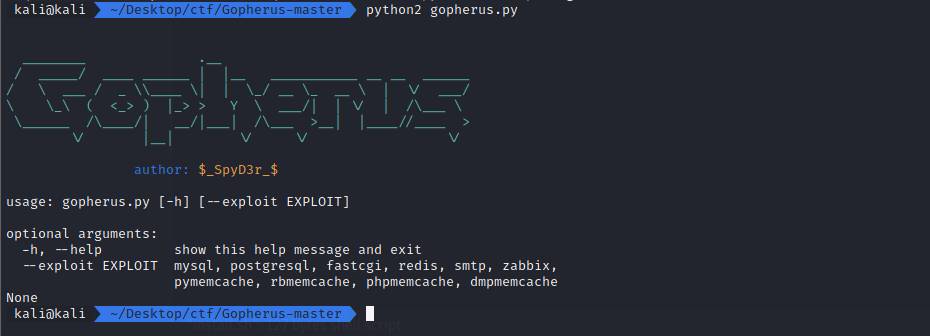 kali@kali ~/Desktop/ctf/Gopherus-master python2 gopherus.py
Gopherus
author: $_SpyD3r_$
usage: gopherus.py [-h] [--exploit EXPLOIT]
optional arguments:
-h, --help show this help message and exit
--exploit EXPLOIT mysql, postgresql, fastcgi, redis, smtp, zabbix,
pymemcache, rbmemcache, phpmemcache, dmpmemcache
None
kali@kali ~/Desktop/ctf/Gopherus-master